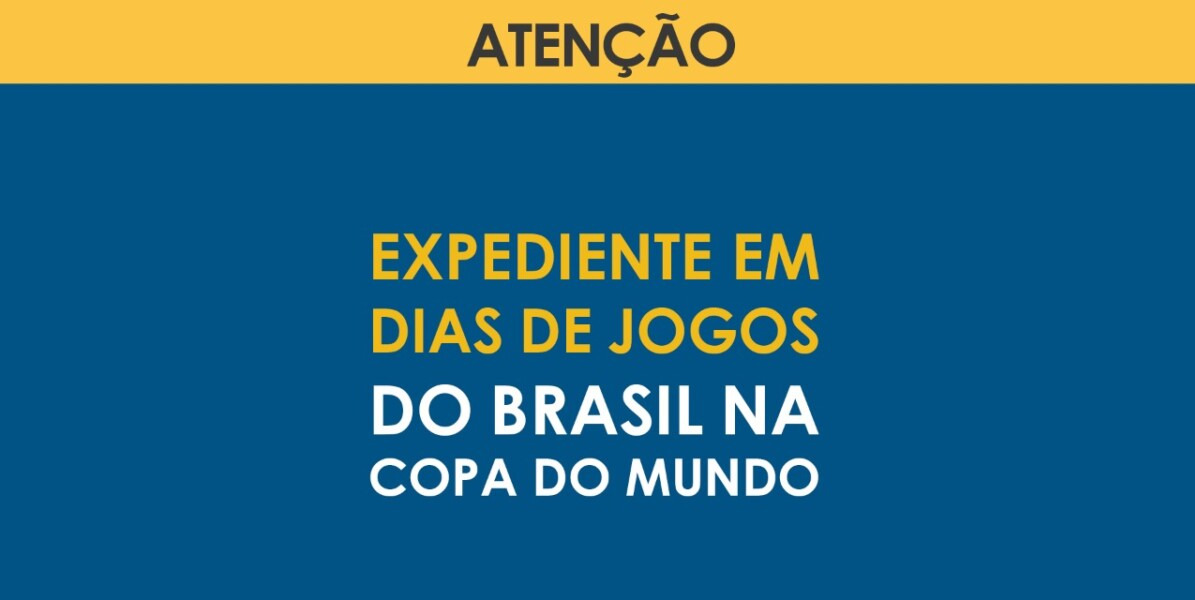 ATENÇÃO
EXPEDIENTE EM
DIAS DE JOGOS
DO BRASIL NA
COPA DO MUNDO